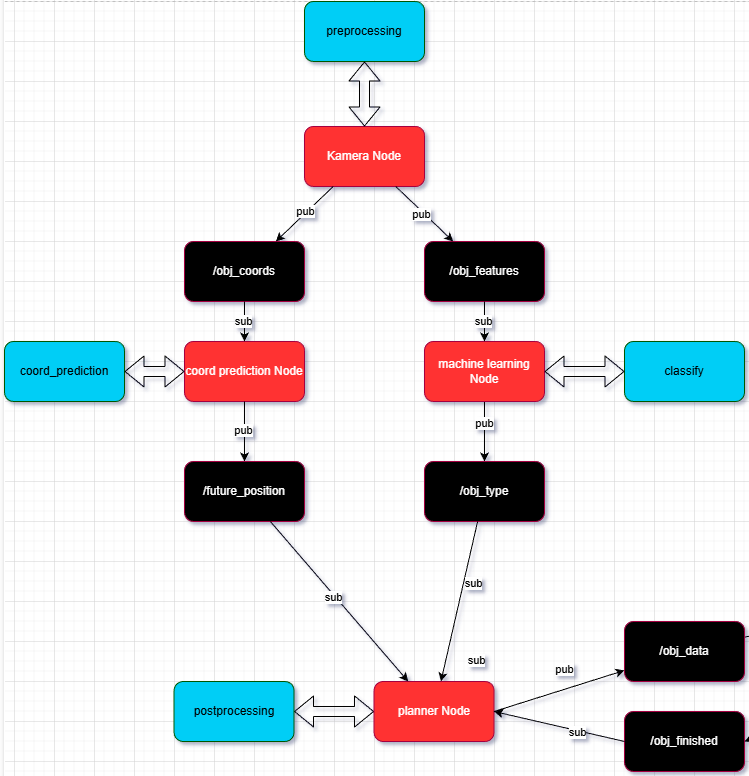 preprocessing
Kamera Node
pub
pub
/obj_coords
/obj_features
sub
sub
coord_prediction
coord prediction Node
machine learning
Node
classify
pub
pub
/future_position
/obj_type
sub
sub
sub
/obj_data
pub
postprocessing
planner Node
sub
/obj_finished